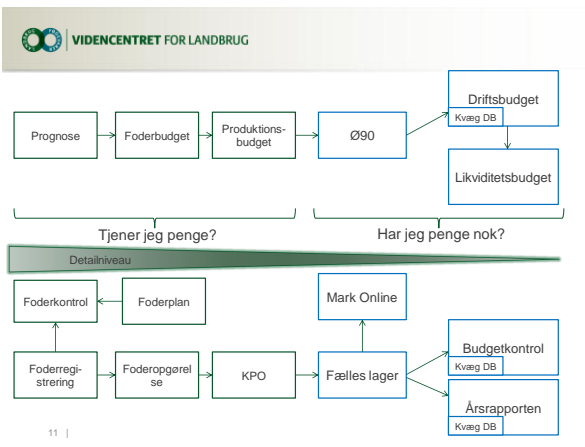 VIDENCENTRET FOR LANDBRUG
Prognose
Foderbudget
Produktions-
budget
Ø90
Driftsbudget
Kvæg DB
Likviditetsbudget
Tjener jeg penge?
Har jeg penge nok?
Detailniveau
Foderkontrol
Foderplan
Mark Online
Foderregi-
strering
Foderopgørel
se
KPO
Fælles lager
Budgetkontrol
Kvæg DB
Årsrapporten
Kvæg DB
11 |